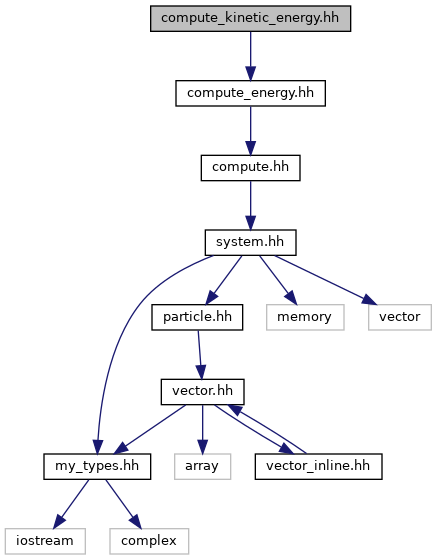 compute_kinetic_energy.hh
compute_energy.hh
compute.hh
system.hh
particle.hh
memory
vector
vector.hh
my_types.hh
array
vector_inline.hh
iostream
complex